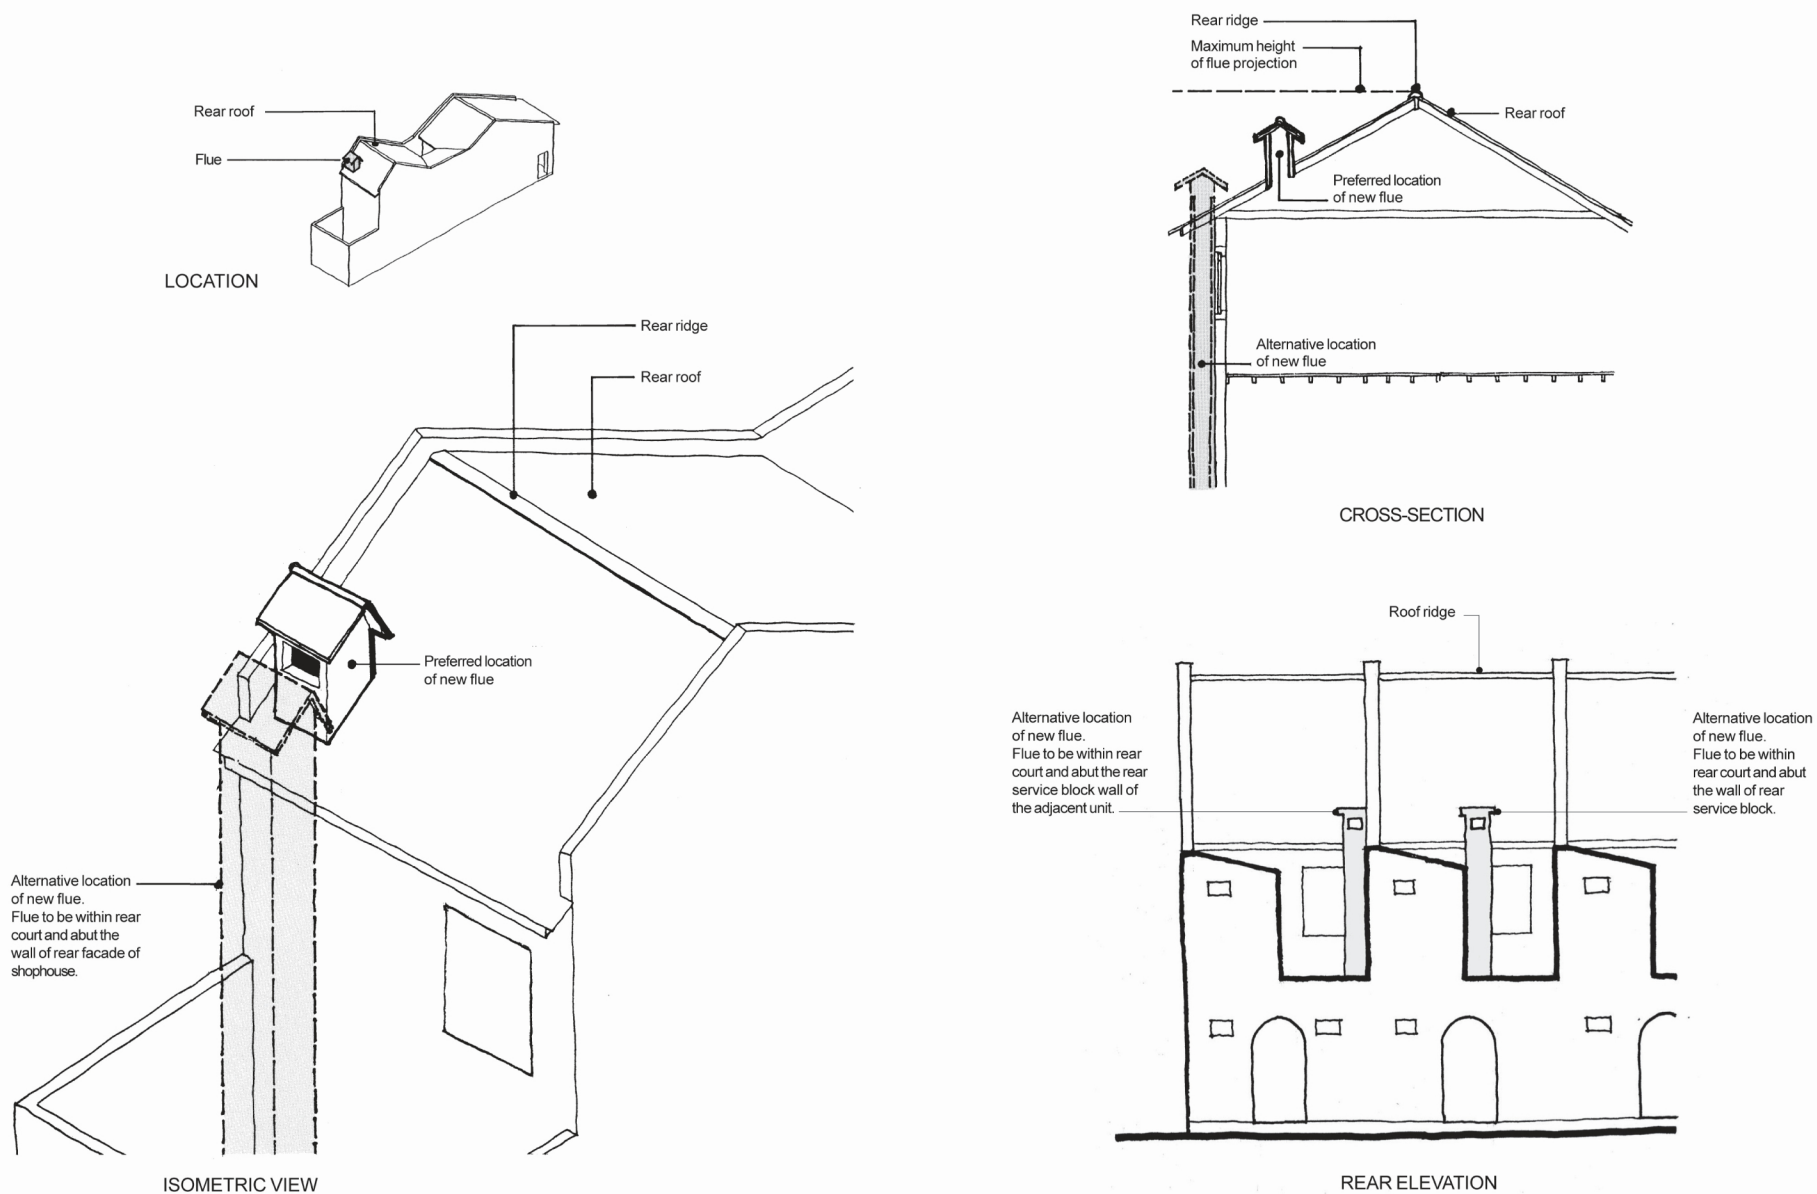 Rear roof
Flue
LOCATION
Rear ridge
Rear roof
Preferred location
of new flue
Alternative location
of new flue.
Flue to be within rear
court and abut the
wall of rear facade of
shophouse.
ISOMETRIC VIEW
Rear ridge
Maximum height
of flue projection
Rear roof
Preferred location
of new flue
Alternative location
of new flue
CROSS-SECTION
Roof ridge
Alternative location
of new flue.
Flue to be within rear
court and abut the rear
service block wall of
the adjacent unit.
Alternative location
of new flue.
Flue to be within
rear court and abut
the wall of rear
service block.
REAR ELEVATION